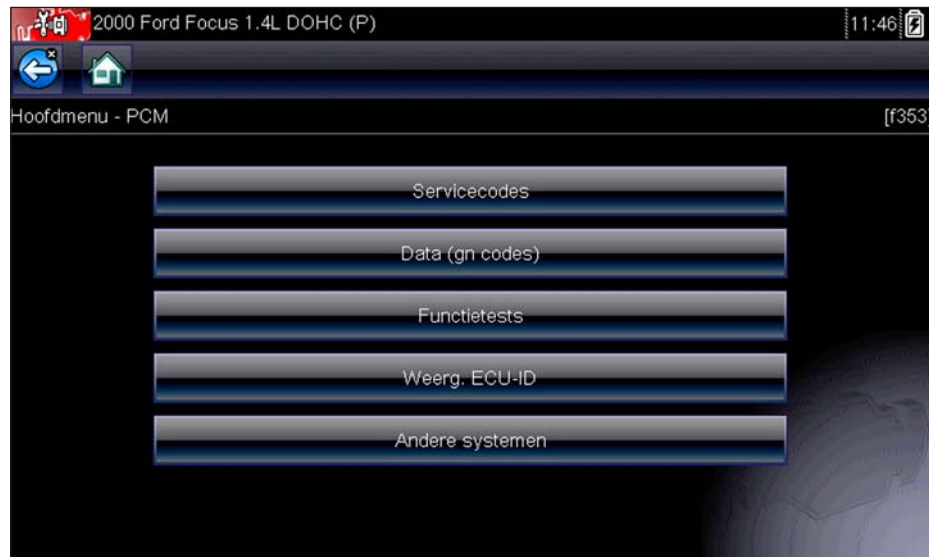 2000 Ford Focus 1.4L DOHC (P) 11:46
Hoofdmenu - PCM [f353]
Servicecodes
Data (gn codes)
Functietests
Weerg. ECU-ID
Andere systemen